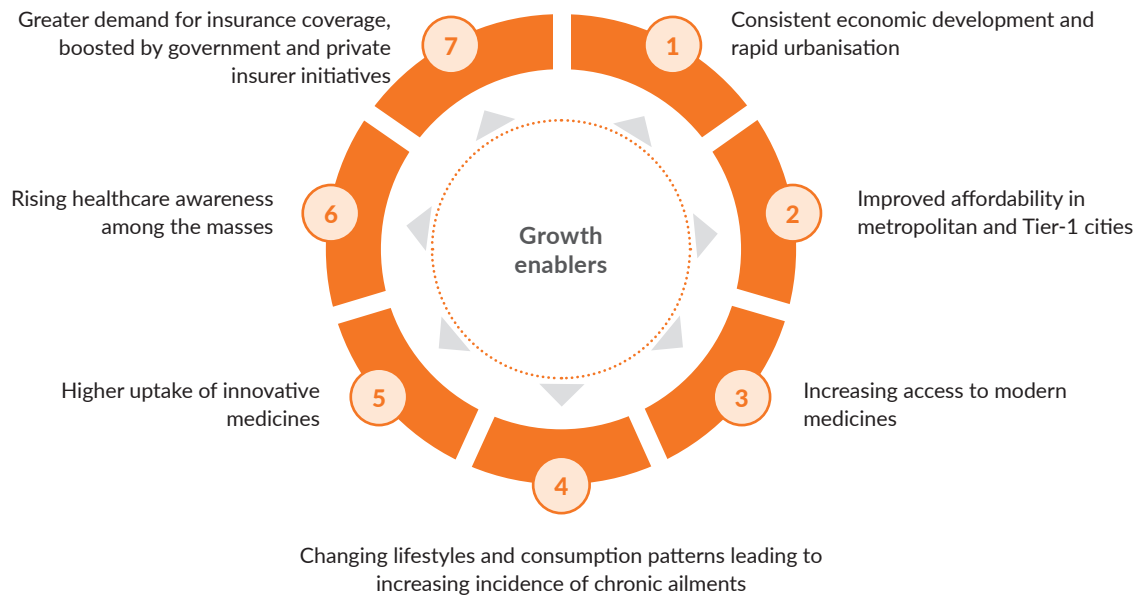 Growth
enablers
1
Consistent economic development and
rapid urbanisation
2
Improved affordability in
metropolitan and Tier-1 cities
3
Increasing access to modern
medicines
4
Changing lifestyles and consumption patterns leading to
increasing incidence of chronic ailments
5
Higher uptake of innovative
medicines
6
Rising healthcare awareness
among the masses
7
Greater demand for insurance coverage,
boosted by government and private
insurer initiatives